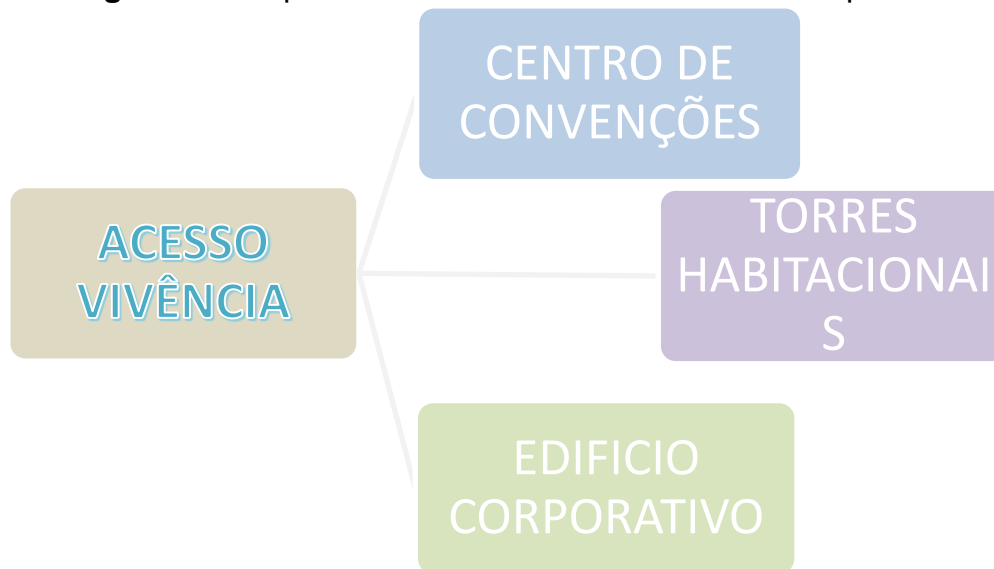 ACESSO
VIVÊNCIA
CENTRO DE
CONVENÇÕES
TORRES
HABITACIONAI
S
EDIFICIO
CORPORATIVO